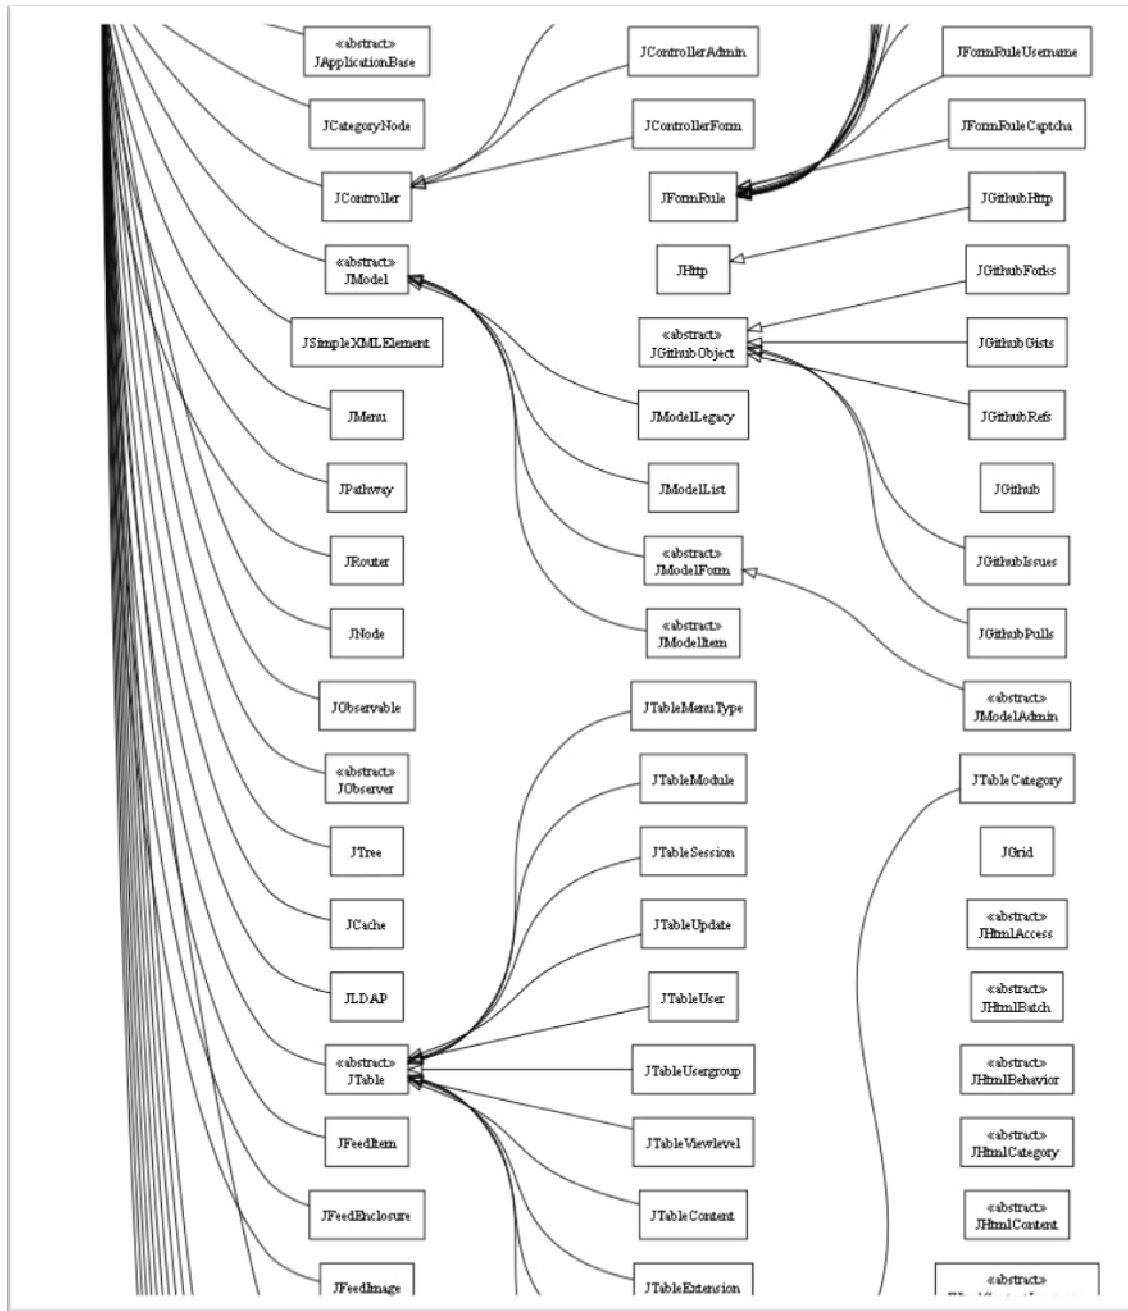 «abstract»
JApplicationBase
JControllerAdmin
JFormRuleUsername
JCategoryNode
JControllerForm
JFormRuleCaptcha
JController
JFormRule
JGithubHttp
«abstract»
JModel
JHttp
JGithubForks
JSimpleXMLElement
«abstract»
JGithubObject
JGithubGists
JMenu
JModelLegacy
JGithubRefs
JPathway
JModelList
JGithub
JRouter
«abstract»
JModelForm
JGithubIssues
JNode
«abstract»
JModelItem
JGithubPulls
JObservable
JTableMenuType
«abstract»
JModelAdmin
«abstract»
JObserver
JTableModule
JTableCategory
JTree
JTableSession
JGrid
JCache
JTableUpdate
«abstract»
JHtmlAccess
JLDAP
JTableUser
«abstract»
JHtmlBatch
«abstract»
JTable
JTableUsergroup
«abstract»
JHtmlBehavior
JFeedItem
JTableViewlevel
«abstract»
JHtmlCategory
JFeedEnclosure
JTableContent
«abstract»
JHtmlContent
JFeedImage
JTableExtension
«abstract»